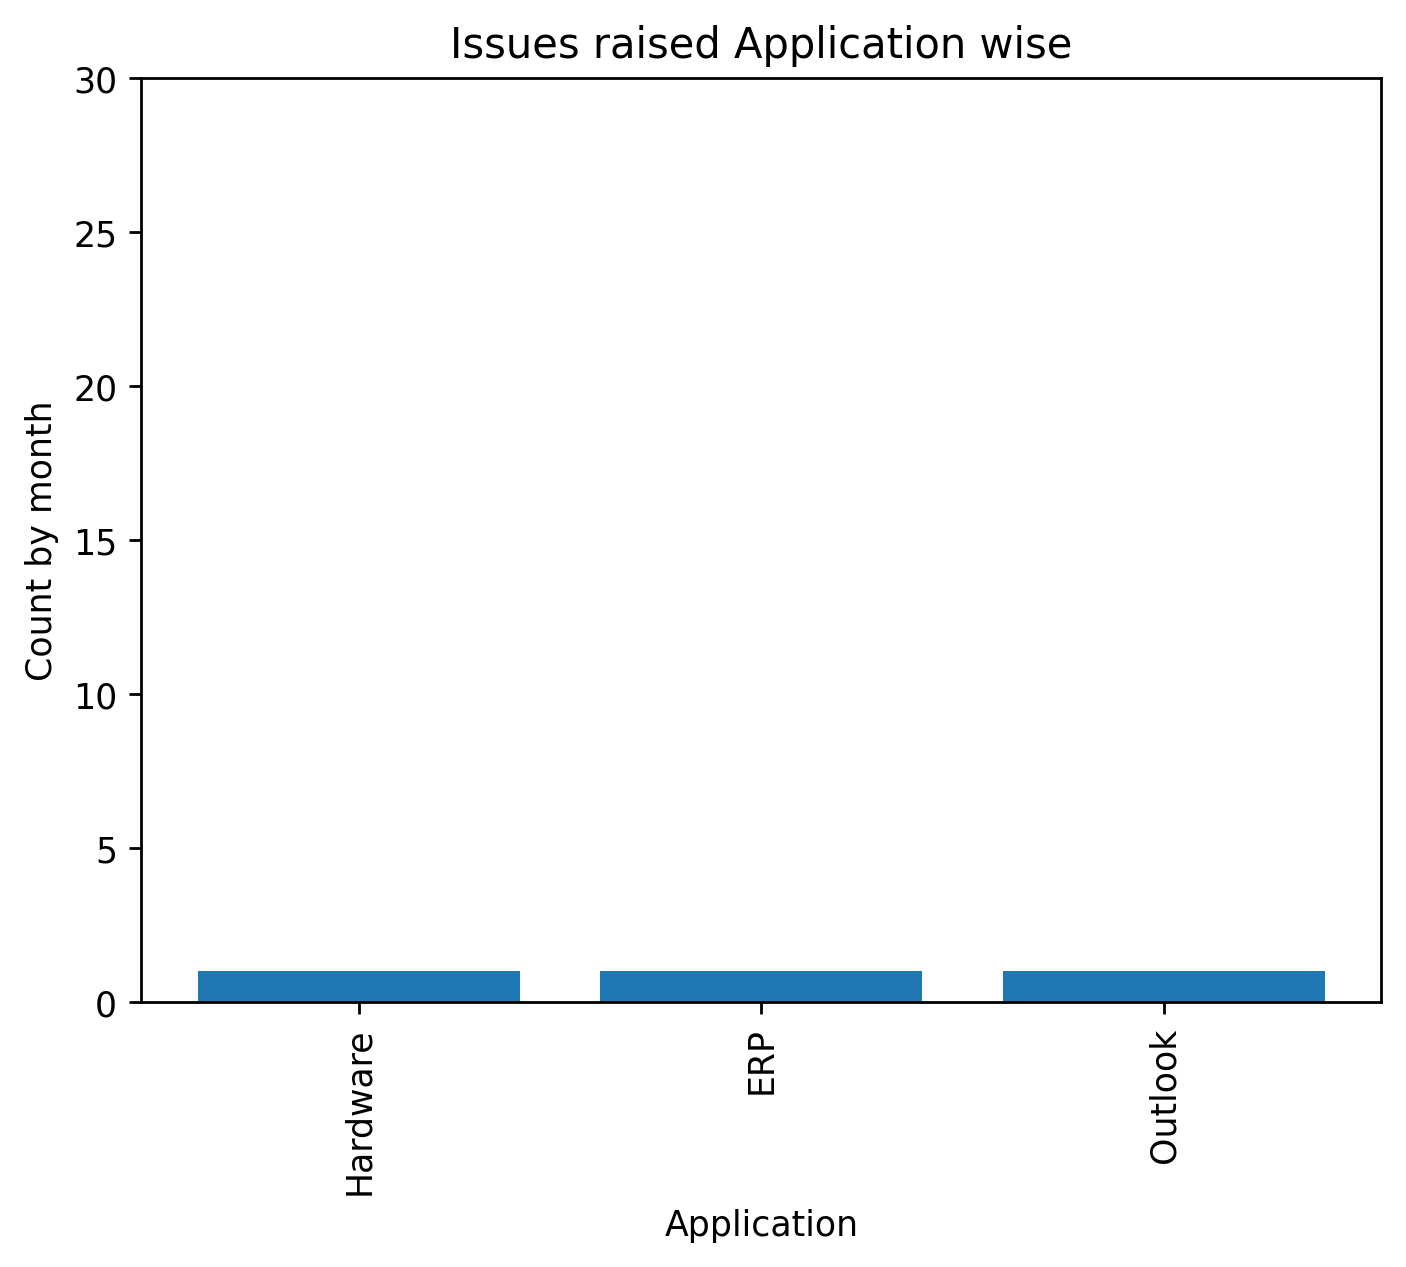 Issues raised Application wise
30
25
20
15
10
5
0
Count by month
Hardware
ERP
Outlook
Application